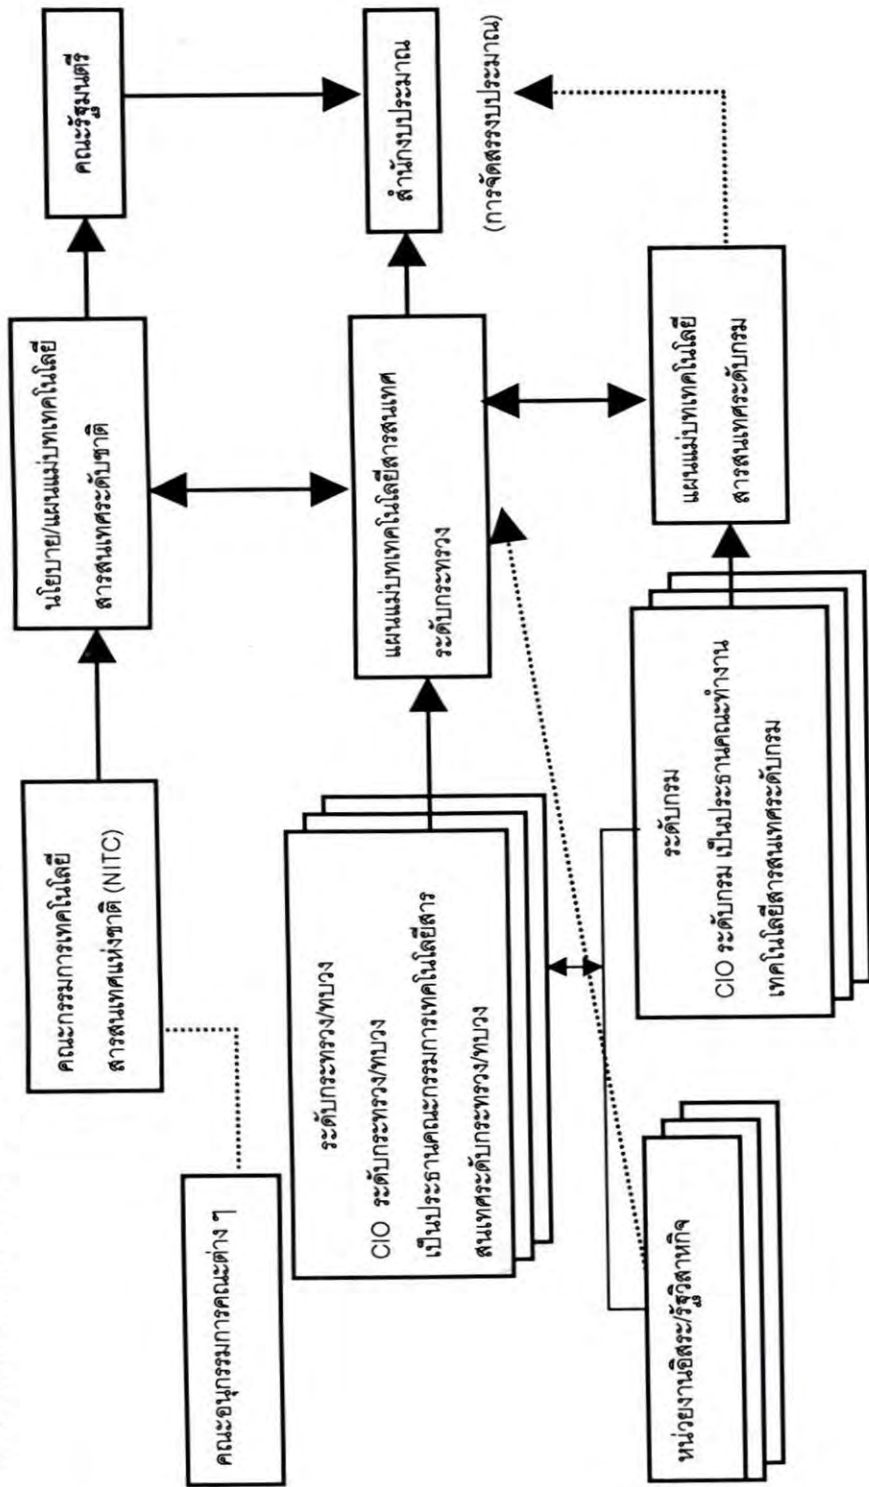 คณะอนุกรรมการคณะต่าง ๆ
คณะกรรมการเทคโนโลยี
สารสนเทศแห่งชาติ (NITC)
นโยบาย/แผนแม่บทเทคโนโลยี
สารสนเทศระดับชาติ
คณะรัฐมนตรี
ระดับกระทรวง/ทบวง
CIO ระดับกระทรวง/ทบวง
เป็นประธานคณะกรรมการเทคโนโลยีสาร
สนเทศระดับกระทรวง/ทบวง
แผนแม่บทเทคโนโลยีสารสนเทศ
ระดับกระทรวง
สำนักงบประมาณ
(การจัดสรรงบประมาณ)
หน่วยงานอิสระ/รัฐวิสาหกิจ
ระดับกรม
CIO ระดับกรม เป็นประธานคณะทำงาน
เทคโนโลยีสารสนเทศระดับกรม
แผนแม่บทเทคโนโลยี
สารสนเทศระดับกรม